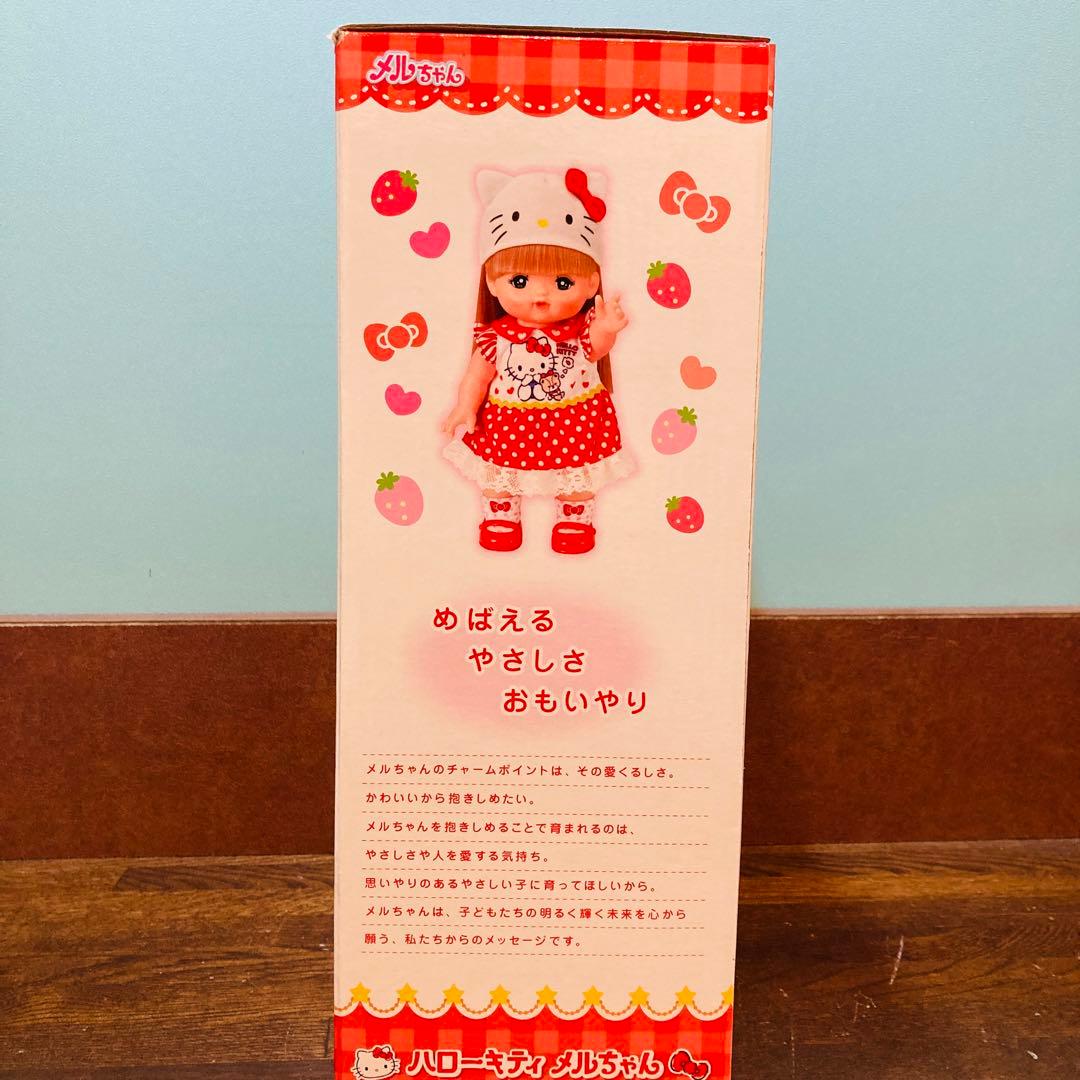 メルちゃん
HELLO
KITTY
めばえる
やさしさ
おもいやり
メルちゃんのチャームポイントは、その愛くるしさ。
かわいいから抱きしめたい。
メルちゃんを抱きしめることで育まれるのは、
やさしさや人を愛する気持ち。
思いやりのあるやさしい子に育ってほしいから。
メルちゃんは、子どもたちの明るく輝く未来を心から
願う、私たちからのメッセージです。
ハローキティ メルちゃん